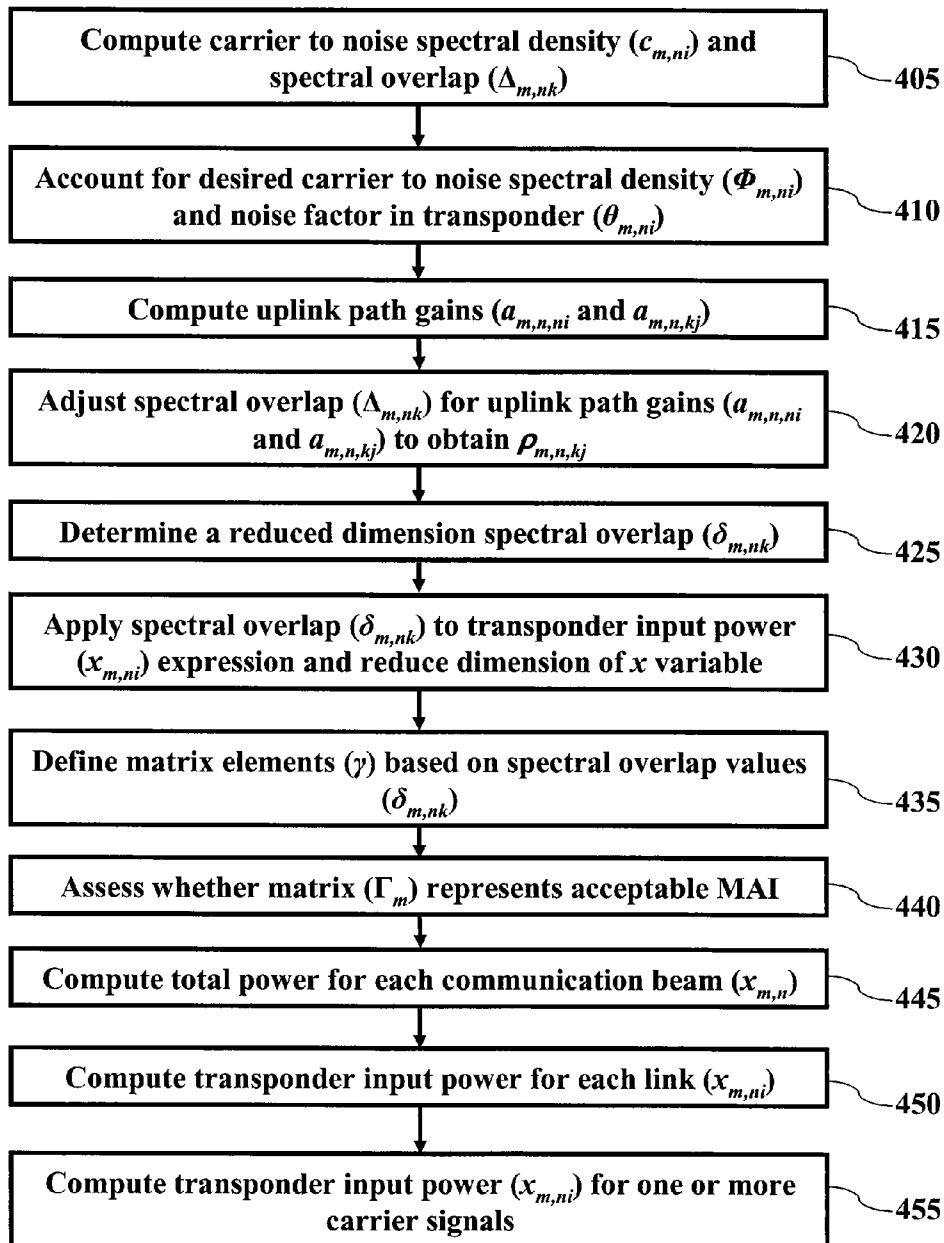 Compute carrier to noise spectral density (c_{m,ni}) and
spectral overlap (Δ_{m,nk})
405
Account for desired carrier to noise spectral density (Φ_{m,ni})
and noise factor in transponder (θ_{m,ni})
410
Compute uplink path gains (a_{m,n,ni} and a_{m,n,kj})
415
Adjust spectral overlap (Δ_{m,nk}) for uplink path gains (a_{m,n,ni}
and a_{m,n,kj}) to obtain ρ_{m,n,kj}
420
Determine a reduced dimension spectral overlap (δ_{m,nk})
425
Apply spectral overlap (δ_{m,nk}) to transponder input power
(x_{m,ni}) expression and reduce dimension of x variable
430
Define matrix elements (γ) based on spectral overlap values
(δ_{m,nk})
435
Assess whether matrix (Γ_m) represents acceptable MAI
440
Compute total power for each communication beam (x_{m,n})
445
Compute transponder input power for each link (x_{m,ni})
450
Compute transponder input power (x_{m,ni}) for one or more
carrier signals
455